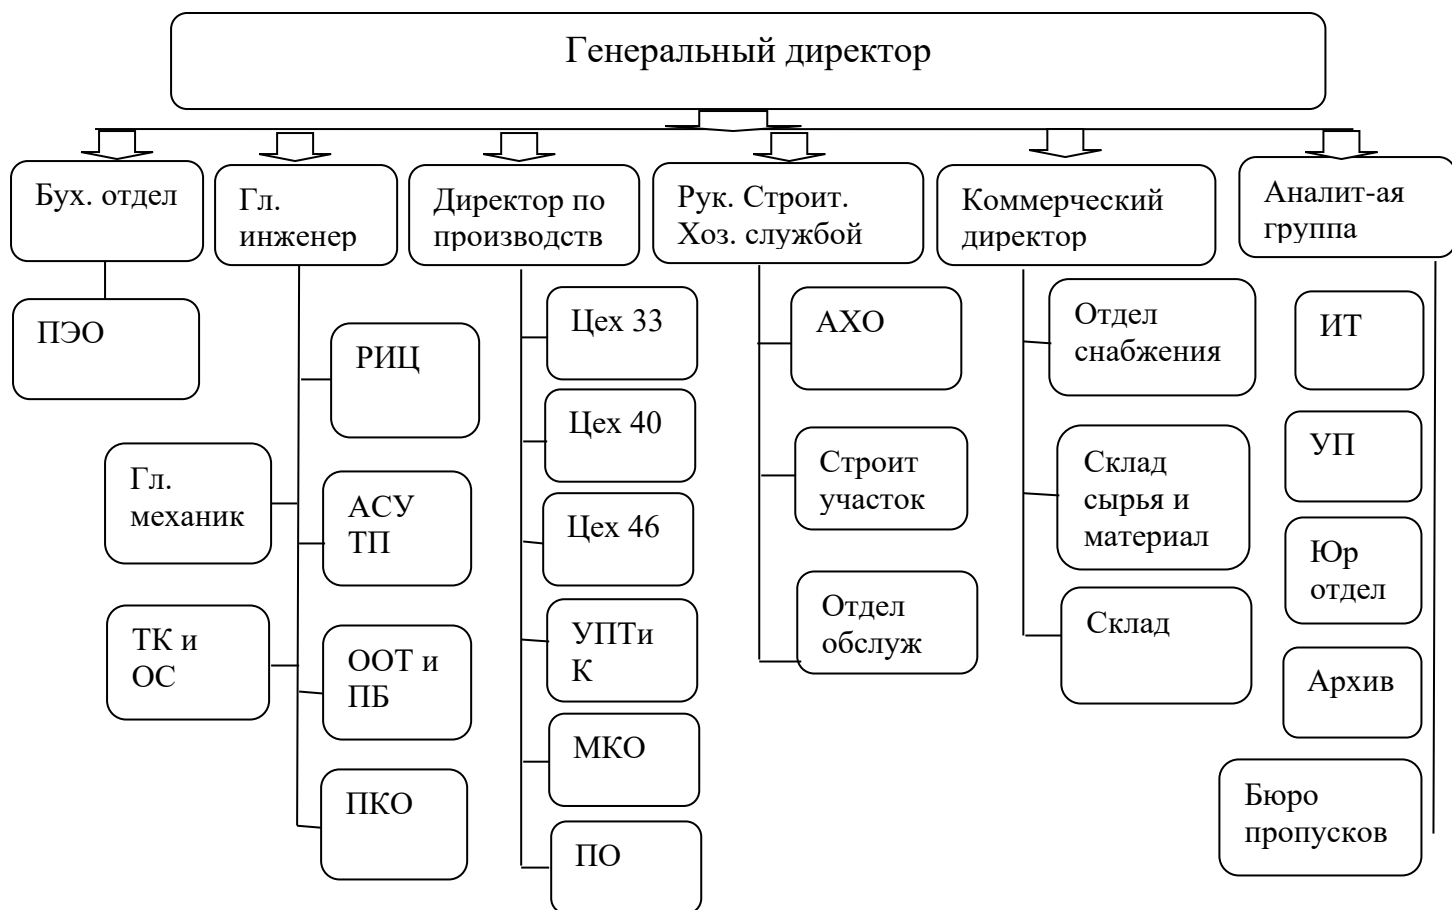 Генеральный директор
Бух. отдел
Гл.
инженер
Директор по
производств
Рук. Строит.
Хоз. службой
Коммерческий
директор
Аналит-ая
группа
ПЭО
РИЦ
Гл.
механик
АСУ
ТП
ТК и
ОС
ООТ и
ПБ
ПКО
Цех 33
Цех 40
Цех 46
УПТи
К
МКО
ПО
АХО
Строит
участок
Отдел
обслуж
Отдел
снабжения
Склад
сырья и
материал
Склад
ИТ
УП
Юр
отдел
Архив
Бюро
пропусков